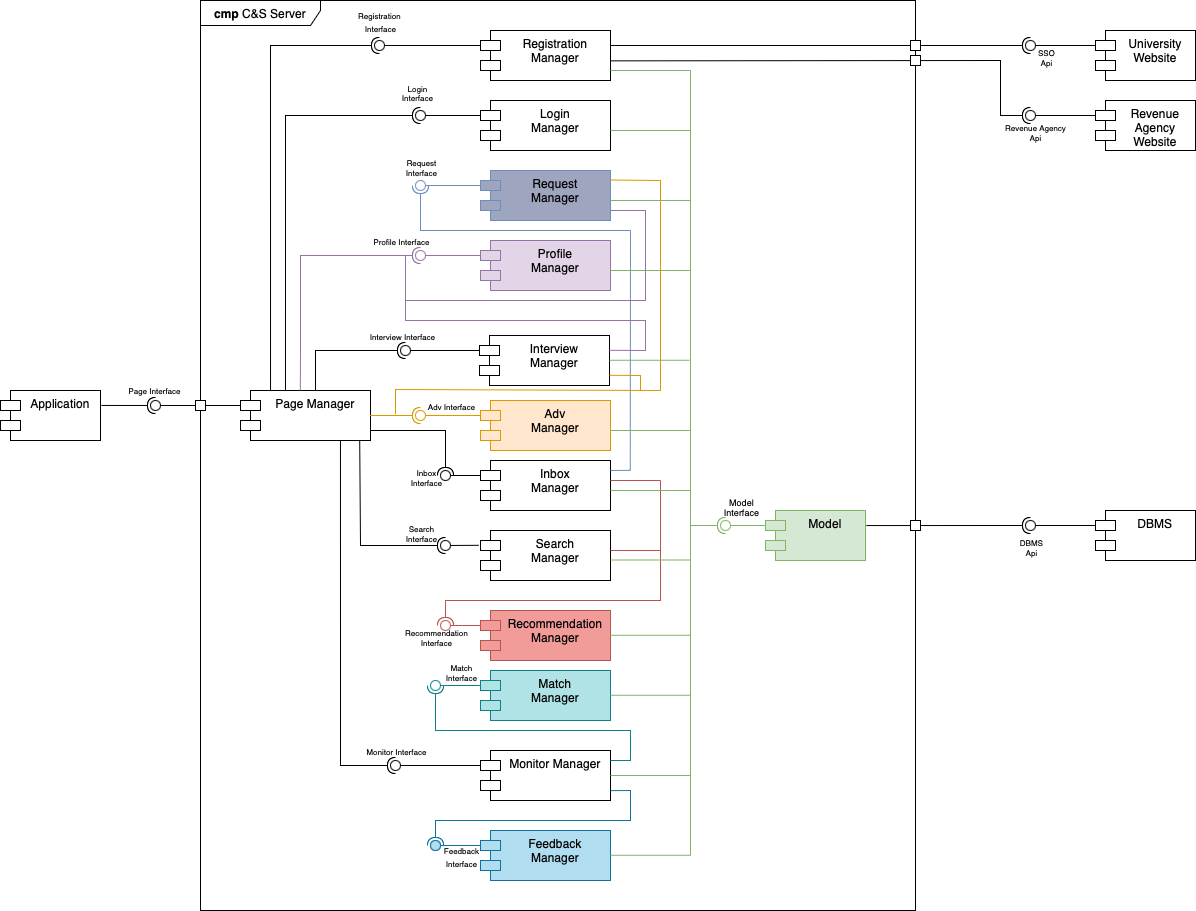 cmp C&S Server
Registration
Interface
Registration
Manager
SSO
Api
University
Website
Login
Interface
Login
Manager
Revenue Agency
Api
Revenue
Agency
Website
Request
Interface
Request
Manager
Profile Interface
Profile
Manager
Interview Interface
Interview
Manager
Application
Page Interface
Page Manager
Adv Interface
Adv
Manager
Inbox
Interface
Inbox
Manager
Search
Interface
Search
Manager
Model
Interface
Model
DBMS
Api
DBMS
Recommendation
Interface
Recommendation
Manager
Match
Interface
Match
Manager
Monitor Interface
Monitor Manager
Feedback
Interface
Feedback
Manager